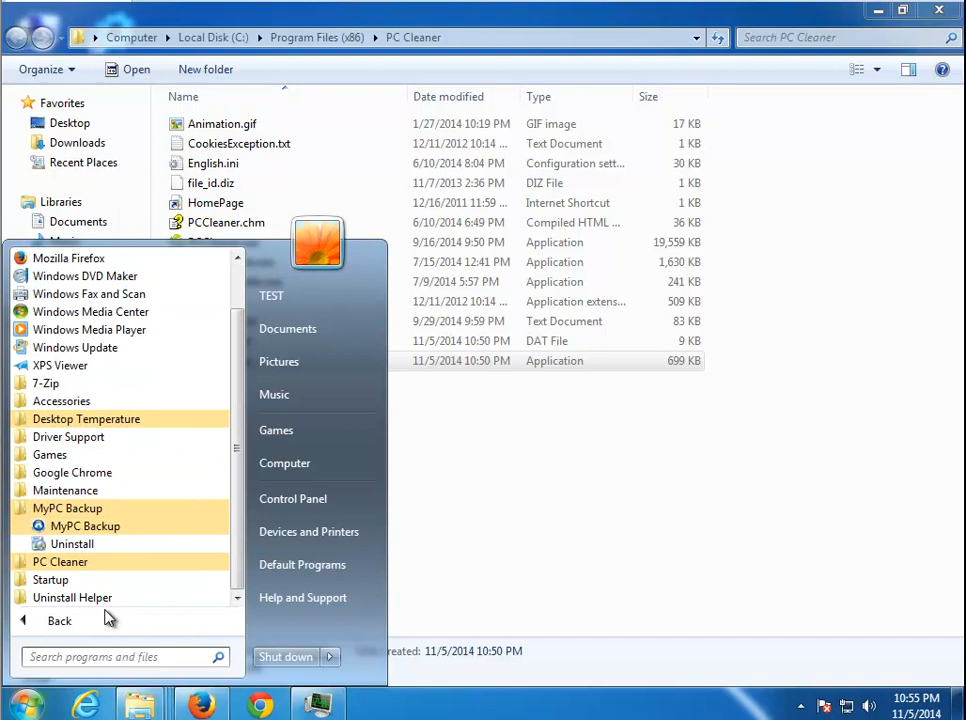 Computer ▸ Local Disk (C:) ▸ Program Files (x86) ▸ PC Cleaner
Search PC Cleaner
Organize Open New folder
Name Date modified Type Size
Favorites
Desktop
Downloads
Recent Places
Libraries
Documents
Animation.gif 1/27/2014 10:19 PM GIF image 17 KB
CookiesException.txt 12/11/2012 10:14 ... Text Document 1 KB
English.ini 6/10/2014 8:04 PM Configuration sett... 30 KB
file_id.diz 11/7/2013 2:36 PM DIZ File 1 KB
HomePage 12/16/2011 11:59 ... Internet Shortcut 1 KB
PCCleaner.chm 6/10/2014 6:49 PM Compiled HTML ... 36 KB
9/16/2014 9:50 PM Application 19,559 KB
7/15/2014 12:41 PM Application 1,630 KB
7/9/2014 5:57 PM Application 241 KB
12/11/2012 10:14 ... Application extens... 509 KB
9/29/2014 9:59 PM Text Document 83 KB
11/5/2014 10:50 PM DAT File 9 KB
11/5/2014 10:50 PM Application 699 KB
Mozilla Firefox
Windows DVD Maker
Windows Fax and Scan
Windows Media Center
Windows Media Player
Windows Update
XPS Viewer
7-Zip
Accessories
Desktop Temperature
Driver Support
Games
Google Chrome
Maintenance
MyPC Backup
MyPC Backup
Uninstall
PC Cleaner
Startup
Uninstall Helper
Back
Search programs and files
TEST
Documents
Pictures
Music
Games
Computer
Control Panel
Devices and Printers
Default Programs
Help and Support
Shut down
created: 11/5/2014 10:50 PM
10:55 PM
11/5/2014